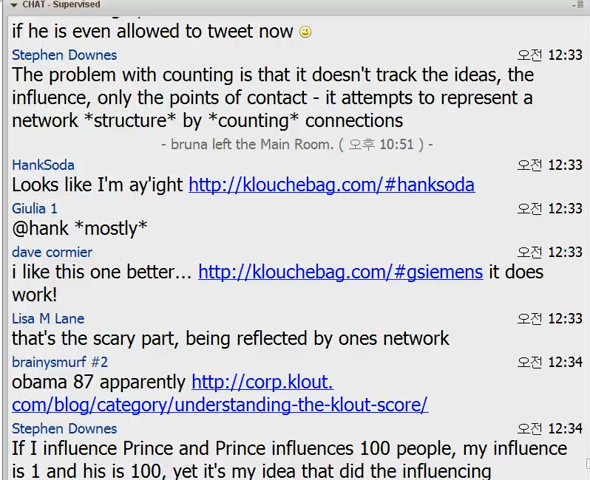 CHAT - Supervised
if he is even allowed to tweet now
Stephen Downes 오전 12:33
The problem with counting is that it doesn't track the ideas, the
influence, only the points of contact - it attempts to represent a
network *structure* by *counting* connections
- bruna left the Main Room. ( 오후 10:51 ) -
HankSoda 오전 12:33
Looks like I'm ay'ight http://klouchebag.com/#hanksoda
Giulia 1 오전 12:33
@hank *mostly*
dave cormier 오전 12:33
i like this one better... http://klouchebag.com/#gsiemens it does
work!
Lisa M Lane 오전 12:33
that's the scary part, being reflected by ones network
brainysmurf #2 오전 12:34
obama 87 apparently http://corp.klout.
com/blog/category/understanding-the-klout-score/
Stephen Downes 오전 12:34
If I influence Prince and Prince influences 100 people, my influence
is 1 and his is 100, yet it's my idea that did the influencing